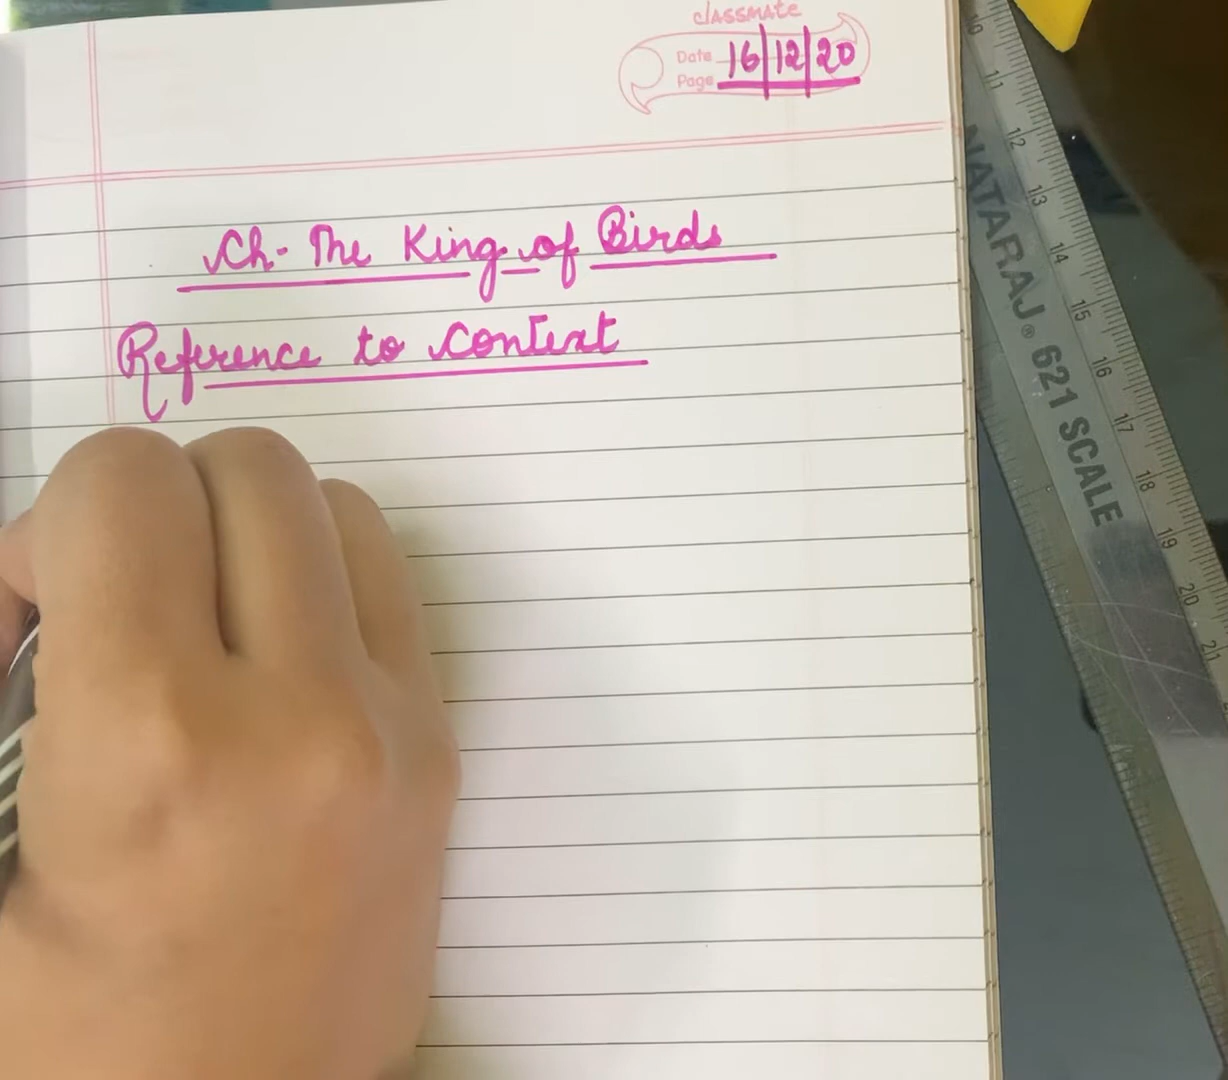 classmate
Date 16/12/20
Page
Ch- The King of Birds
Reference to Context
10
11
12
13
14
15
16
17
18
19
20
21
NATARAJ® 621 SCALE